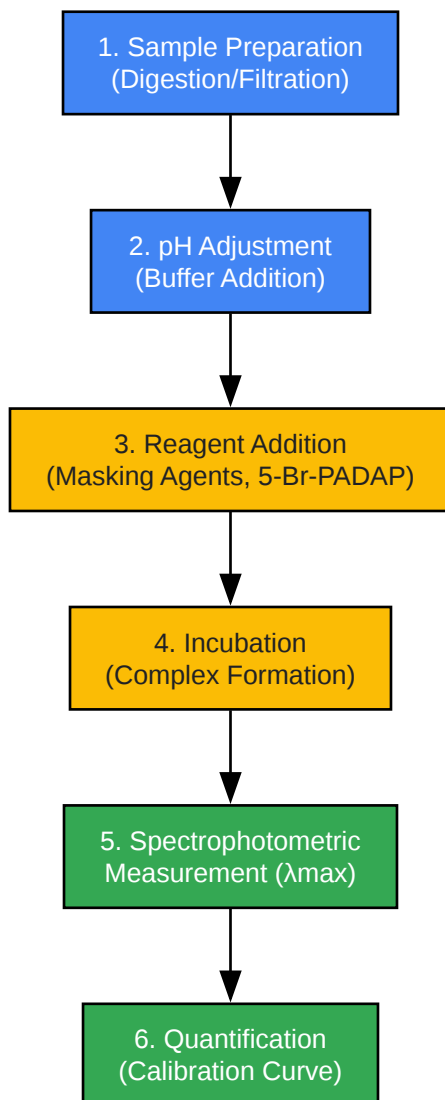 1. Sample Preparation
(Digestion/Filtration)
2. pH Adjustment
(Buffer Addition)
3. Reagent Addition
(Masking Agents, 5-Br-PADAP)
4. Incubation
(Complex Formation)
5. Spectrophotometric
Measurement (λmax)
6. Quantification
(Calibration Curve)